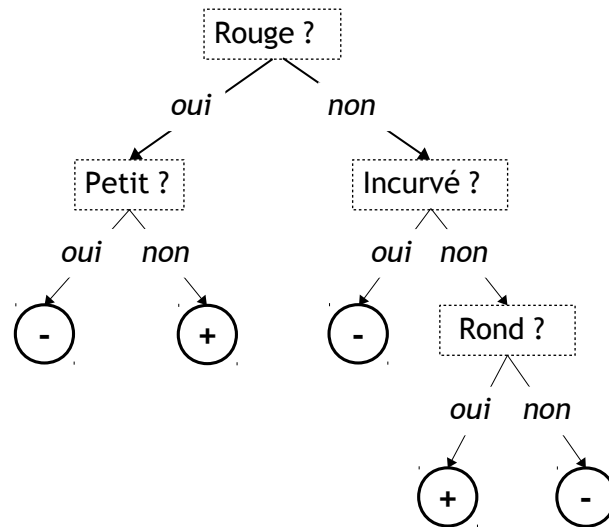 Rouge ?
oui non
Petit ? Incurvé ?
oui non oui non
- + - Rond ?
oui non
+ -